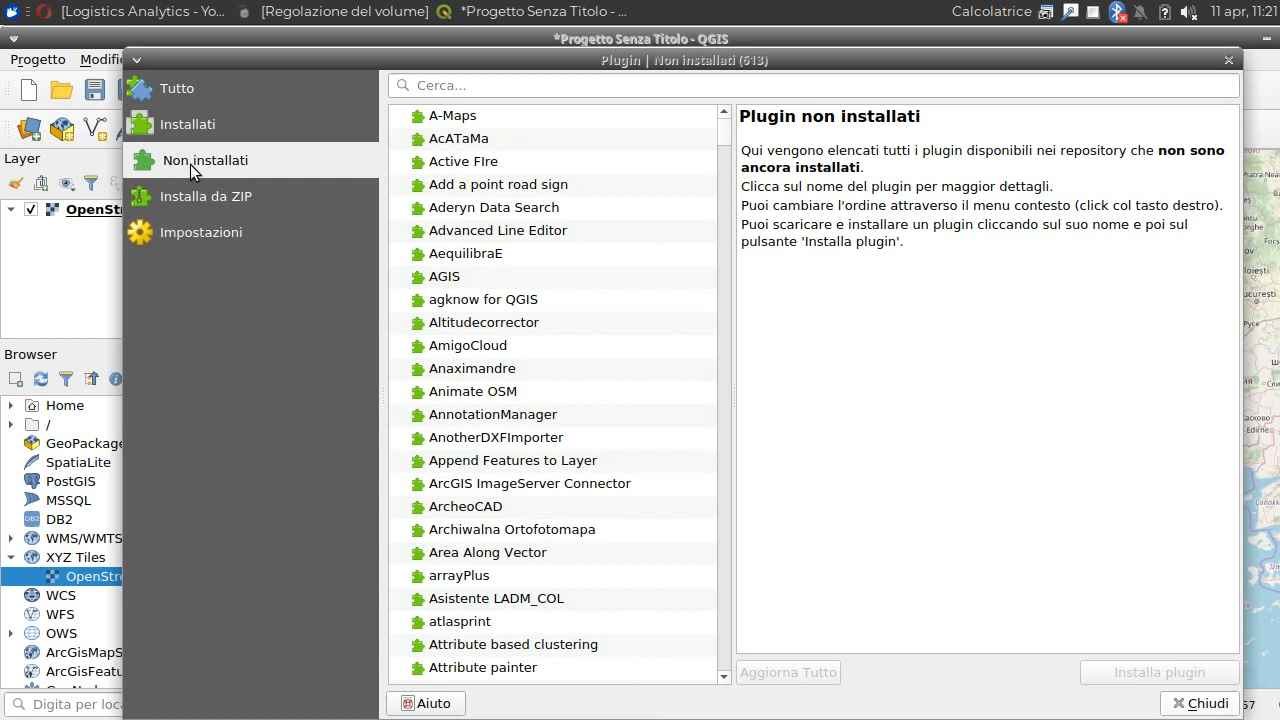 [Logistics Analytics - Yo...
[Regolazione del volume]
*Progetto Senza Titolo - ...
Calcolatrice
11 apr, 11:21
*Progetto Senza Titolo - QGIS
Progetto
Modifi
Plugin | Non installati (613)
Tutto
Installati
Non installati
Installa da ZIP
Impostazioni
Layer
OpenStr
Browser
Home
/
GeoPackage
SpatiaLite
PostGIS
MSSQL
DB2
WMS/WMTS
XYZ Tiles
OpenStre
WCS
WFS
OWS
ArcGisMapS
ArcGisFeatu
Digita per loca
Cerca...
A-Maps
AcATaMa
Active FIre
Add a point road sign
Aderyn Data Search
Advanced Line Editor
AequilibraE
AGIS
agknow for QGIS
Altitudecorrector
AmigoCloud
Anaximandre
Animate OSM
AnnotationManager
AnotherDXFImporter
Append Features to Layer
ArcGIS ImageServer Connector
ArcheoCAD
Archiwalna Ortofotomapa
Area Along Vector
arrayPlus
Asistente LADM_COL
atlasprint
Attribute based clustering
Attribute painter
Plugin non installati
Qui vengono elencati tutti i plugin disponibili nei repository che non sono
ancora installati.
Clicca sul nome del plugin per maggior dettagli.
Puoi cambiare l'ordine attraverso il menu contesto (click col tasto destro).
Puoi scaricare e installare un plugin cliccando sul suo nome e poi sul
pulsante 'Installa plugin'.
Aggiorna Tutto
Installa plugin
Aiuto
Chiudi